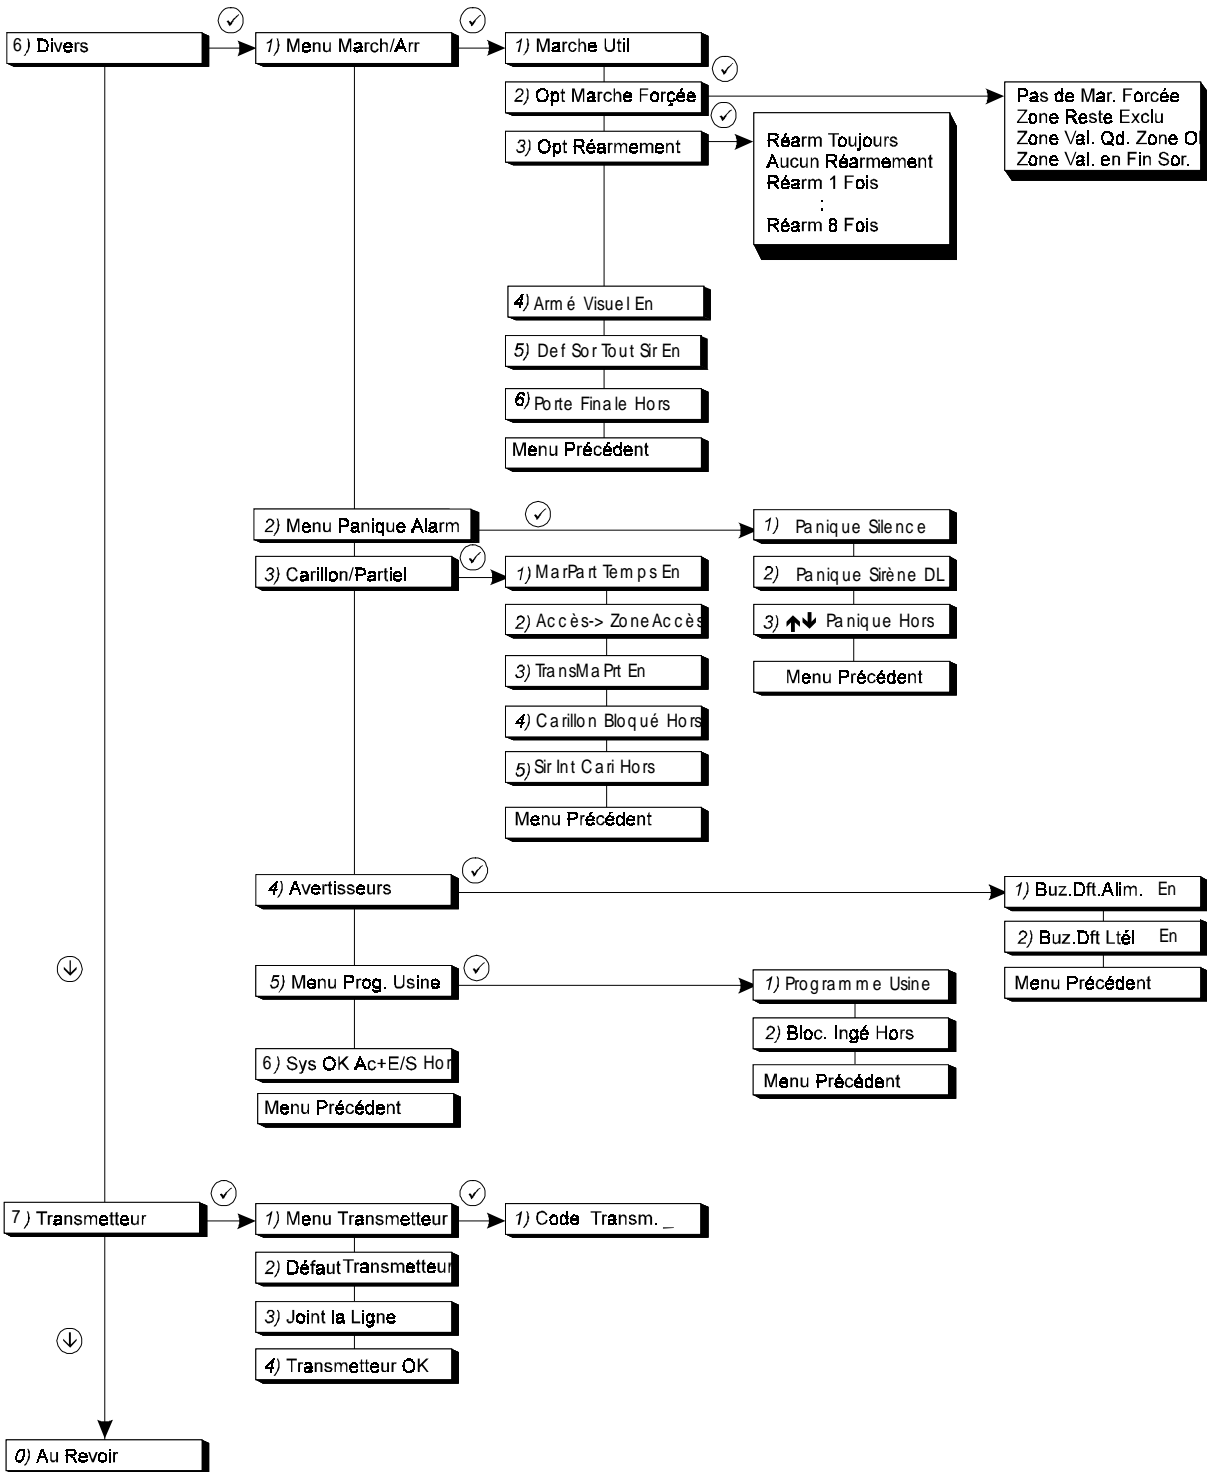 6) Divers
1) Menu March/Arr
1) Marche Util
2) Opt Marche Forçée
Pas de Mar. Forcée
Zone Reste Exclu
Zone Val. Qd. Zone O
Zone Val. en Fin Sor.
3) Opt Réarmement
Réarm Toujours
Aucun Réarmement
Réarm 1 Fois
:
Réarm 8 Fois
4) Armé Visuel En
5) Def Sor Tout Sir En
6) Porte Finale Hors
Menu Précédent
2) Menu Panique Alarm
1) Panique Silence
2) Panique Sirène DL
3) ↑↓ Panique Hors
Menu Précédent
3) Carillon/Partiel
1) MarPart Temps En
2) Accès-> ZoneAccès
3) TransMaPrt En
4) Carillon Bloqué Hors
5) Sir Int Cari Hors
Menu Précédent
4) Avertisseurs
1) Buz.Dft.Alim. En
2) Buz.Dft Ltél En
Menu Précédent
5) Menu Prog. Usine
1) Programme Usine
2) Bloc. Ingé Hors
Menu Précédent
6) Sys OK Ac+E/S Hor
Menu Précédent
7) Transmetteur
1) Menu Transmetteur
1) Code Transm. _
2) Défaut Transmetteur
3) Joint la Ligne
4) Transmetteur OK
0) Au Revoir